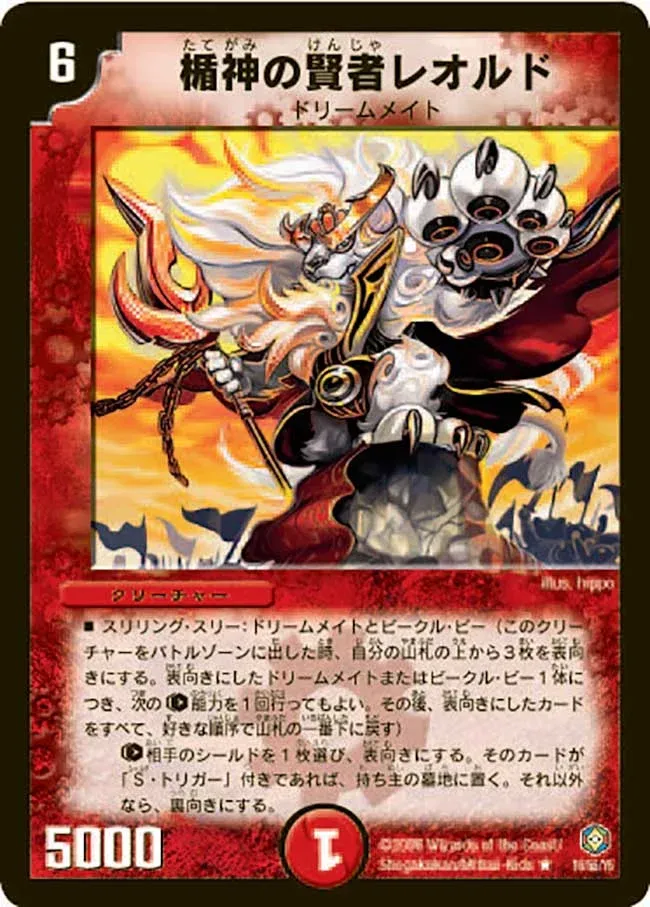 6
たてがみ けんじゃ
楯神の賢者レオルド
ドリームメイト
illus. hippo
クリーチャー
■ スリリング・スリー：ドリームメイトとビークル・ビー（このクリー
チャーをバトルゾーンに出した時、自分の山札の上から３枚を表向
きにする。表向きにしたドリームメイトまたはビークル・ビー１体に
つき、次の 能力を１回行ってもよい。その後、表向きにしたカード
をすべて、好きな順序で山札の一番下に戻す）
相手のシールドを１枚選び、表向きにする。そのカードが
「Ｓ・トリガー」付きであれば、持ち主の墓地に置く。それ以外
なら、裏向きにする。
5000
1
Wizards of the Coast/
Shogakukan/Mitsui-Kids